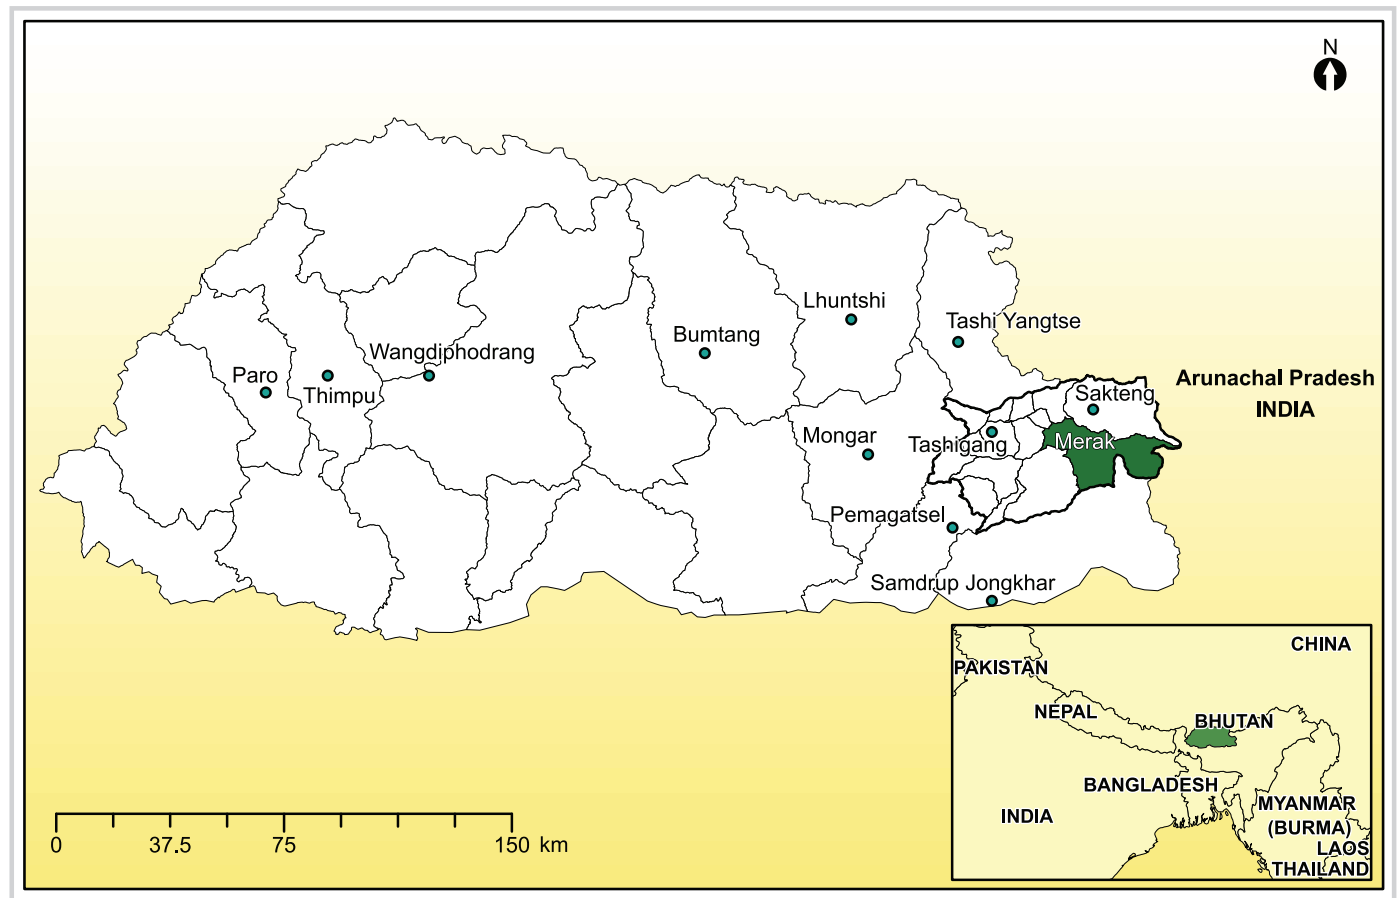 N
Lhuntshi
Tashi Yangtse
Bumtang
Wangdiphodrang
Paro
Thimpu
Arunachal Pradesh
INDIA
Sakteng
Mongar
Tashigang
Merak
Pemagatsel
Samdrup Jongkhar
CHINA
PAKISTAN
NEPAL
BHUTAN
BANGLADESH
INDIA
MYANMAR
(BURMA)
LAOS
THAILAND
0 37.5 75 150 km